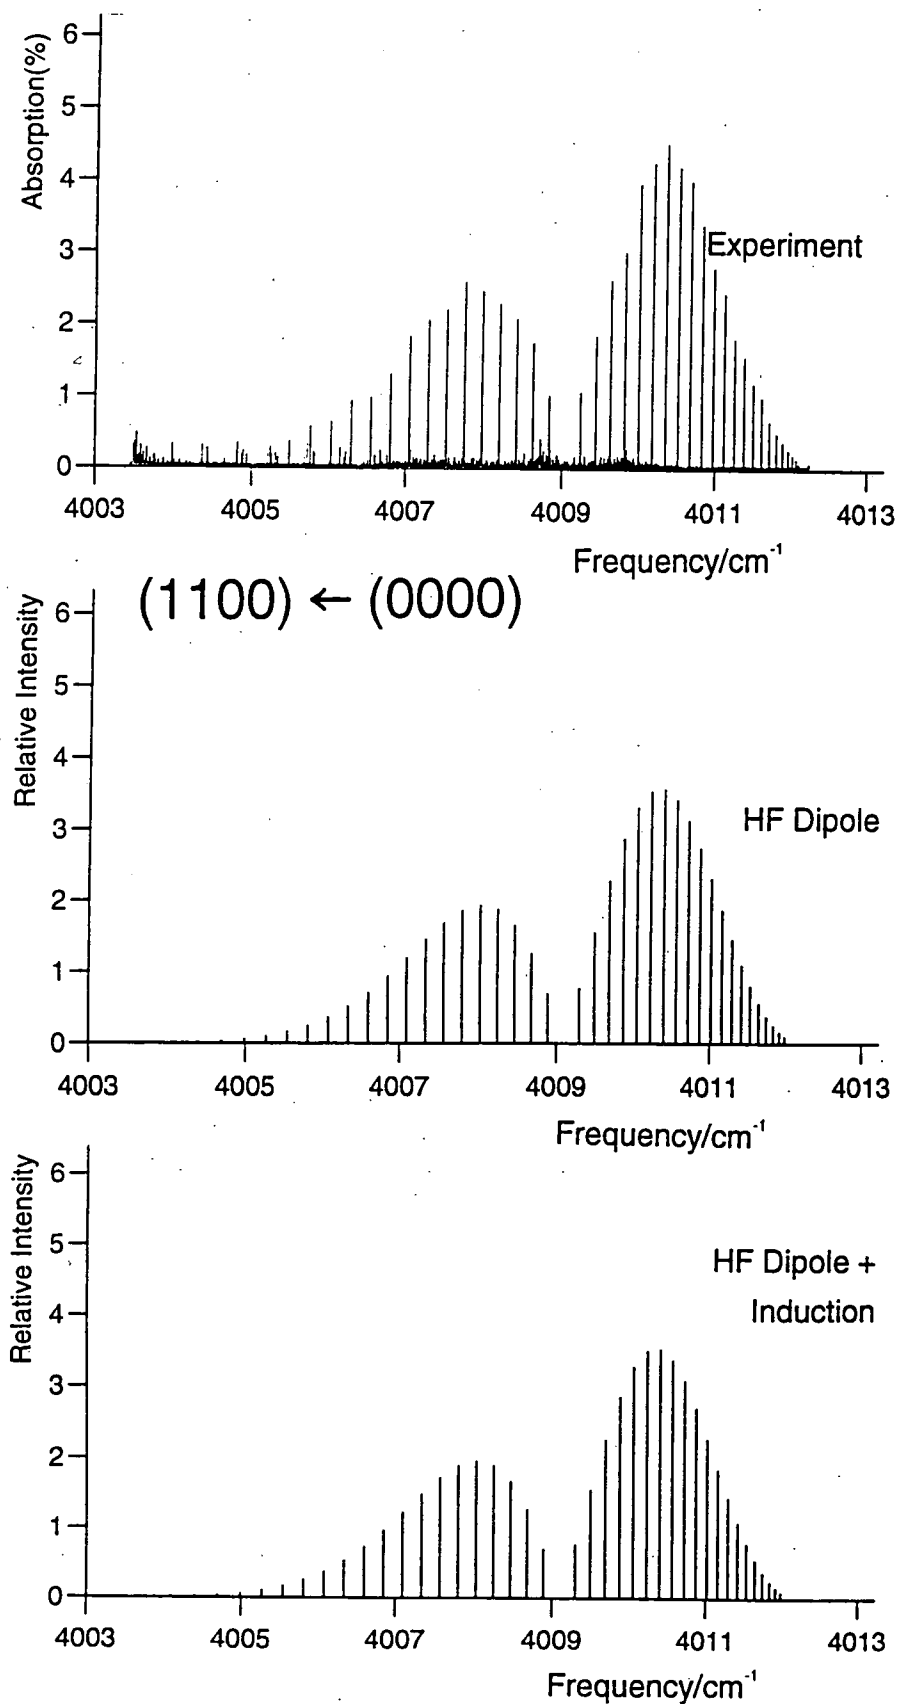 Absorption(%)
6
5
4
3
2
1
0
Experiment
4003 4005 4007 4009 4011 4013
Frequency/cm⁻¹
(1100) ← (0000)
Relative Intensity
6
5
4
3
2
1
0
HF Dipole
4003 4005 4007 4009 4011 4013
Frequency/cm⁻¹
Relative Intensity
6
5
4
3
2
1
0
HF Dipole +
Induction
4003 4005 4007 4009 4011 4013
Frequency/cm⁻¹